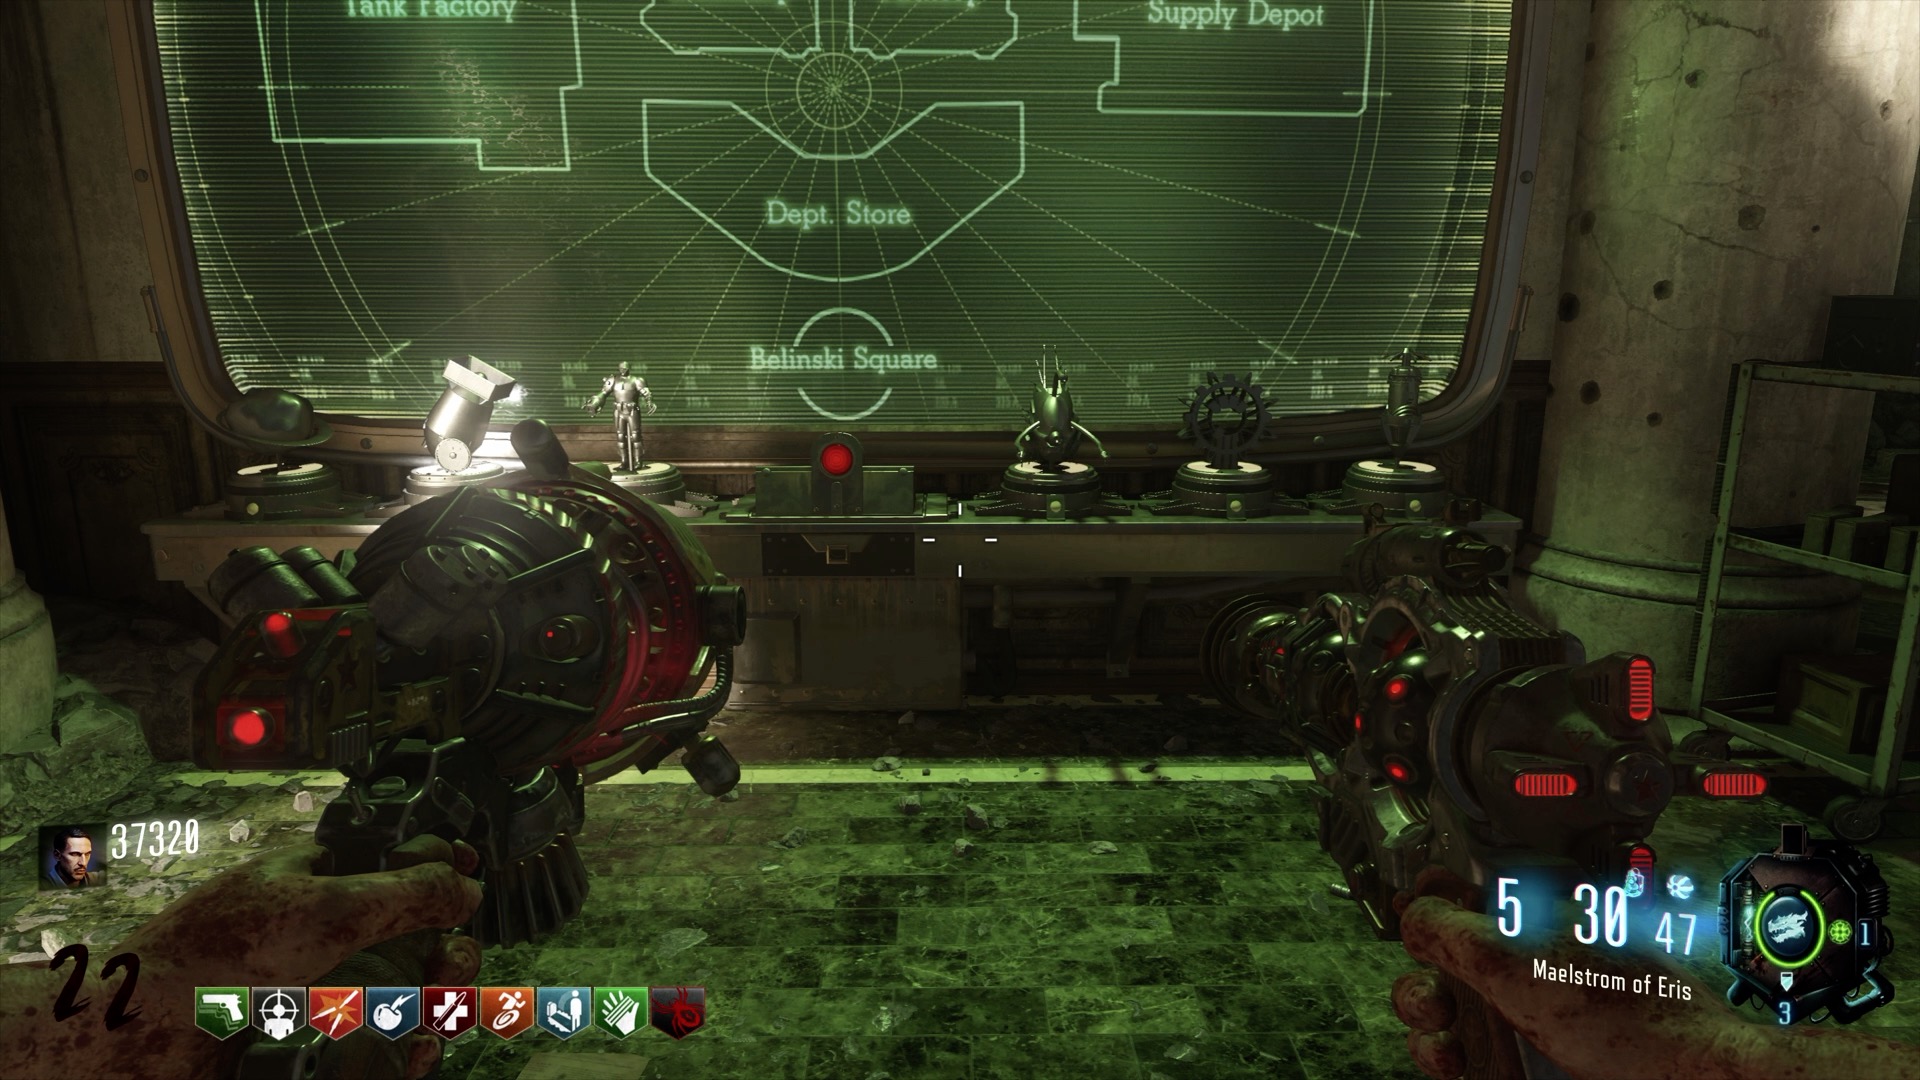 Tank Factory
Supply Depot
Dept. Store
Belinski Square
37320
22
5 30 47
1
Maelstrom of Eris
3